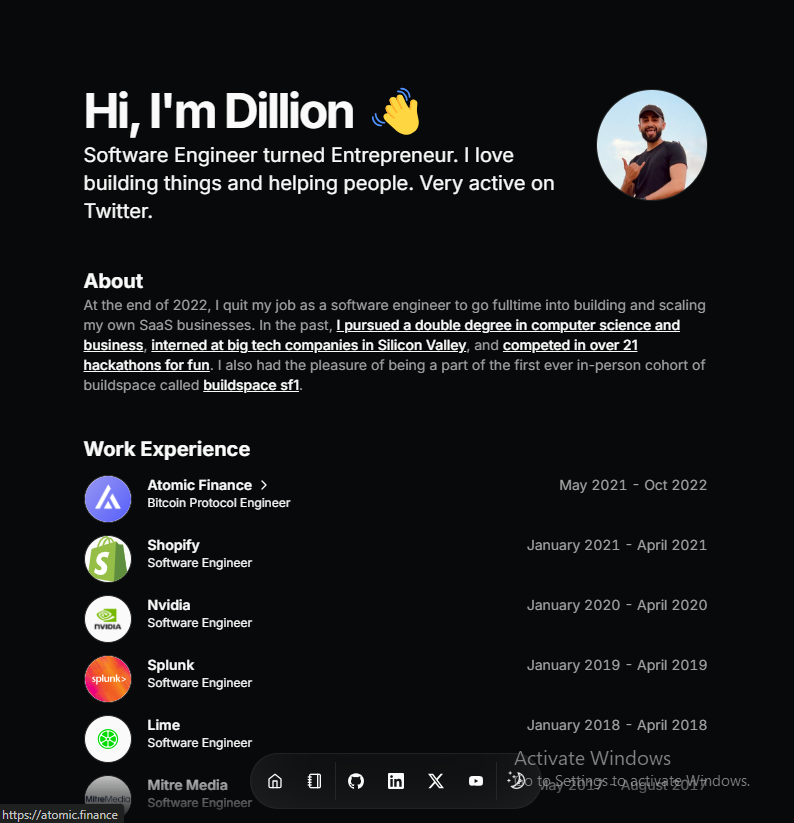 Hi, I'm Dillion 👋
Software Engineer turned Entrepreneur. I love
building things and helping people. Very active on
Twitter.
About
At the end of 2022, I quit my job as a software engineer to go fulltime into building and scaling
my own SaaS businesses. In the past, I pursued a double degree in computer science and
business, interned at big tech companies in Silicon Valley, and competed in over 21
hackathons for fun. I also had the pleasure of being a part of the first ever in-person cohort of
buildspace called buildspace sf1.
Work Experience
Atomic Finance >
May 2021 - Oct 2022
Bitcoin Protocol Engineer
Shopify
January 2021 - April 2021
Software Engineer
Nvidia
January 2020 - April 2020
NVIDIA
Software Engineer
Splunk
January 2019 - April 2019
splunk>
Software Engineer
Lime
January 2018 - April 2018
Software Engineer
Activate Windows
Go to Settings to activate Windows.
Mitre Media
May 2017 - August 2017
MitreMedia
Software Engineer
https://atomic.finance